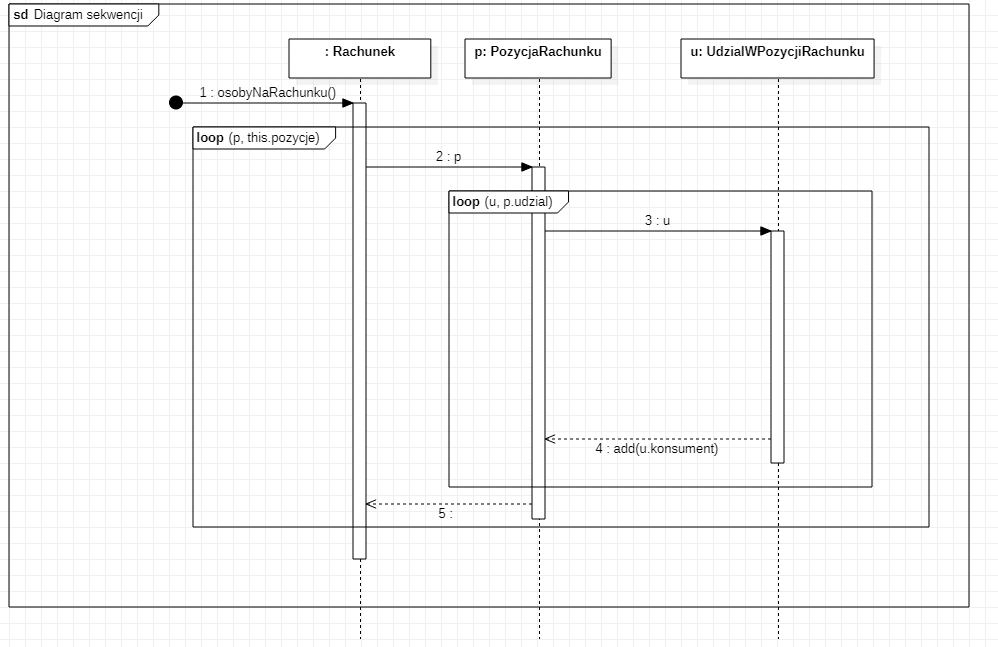 sd Diagram sekwencji
: Rachunek
p: PozycjaRachunku
u: UdzialWPozycjiRachunku
1 : osobyNaRachunku()
loop (p, this.pozycje)
2 : p
loop (u, p.udzial)
3 : u
4 : add(u.konsument)
5 :